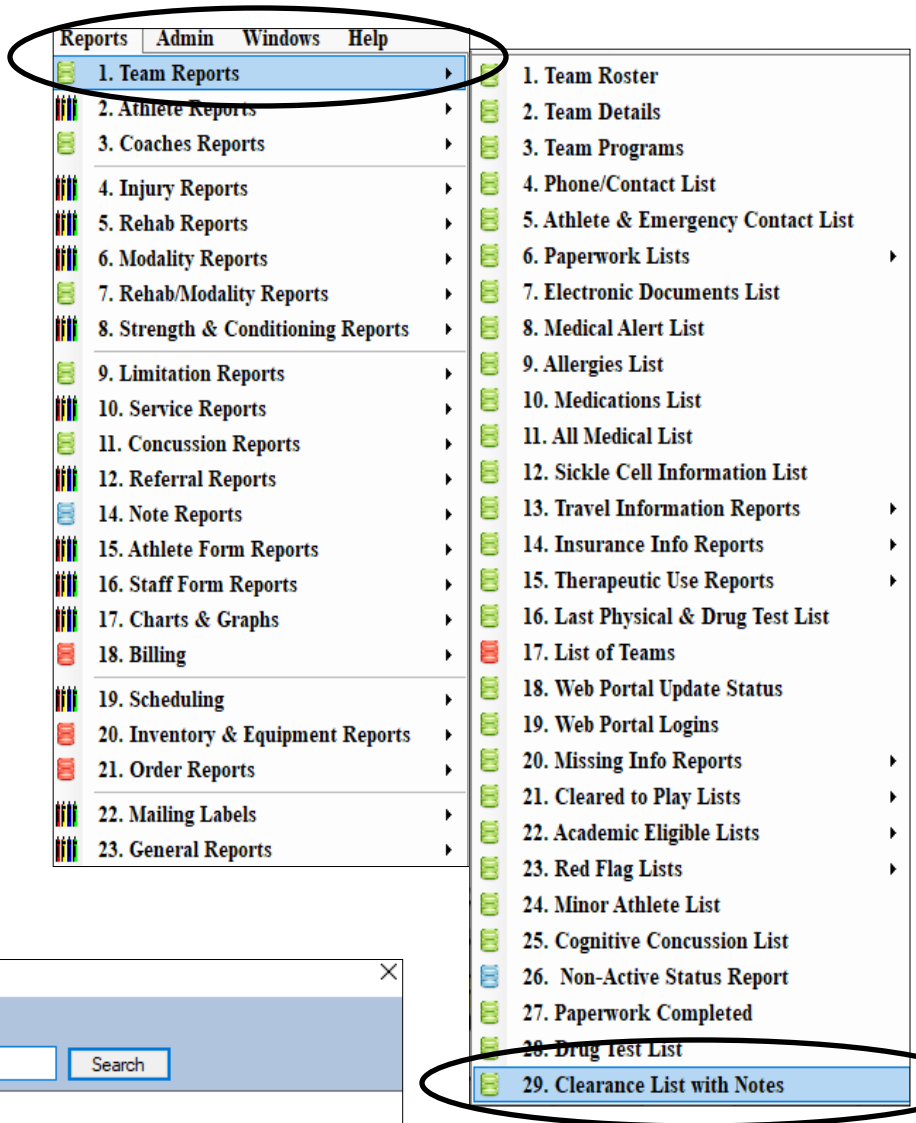 Reports Admin Windows Help
1. Team Reports
2. Athlete Reports
3. Coaches Reports
4. Injury Reports
5. Rehab Reports
6. Modality Reports
7. Rehab/Modality Reports
8. Strength & Conditioning Reports
9. Limitation Reports
10. Service Reports
11. Concussion Reports
12. Referral Reports
14. Note Reports
15. Athlete Form Reports
16. Staff Form Reports
17. Charts & Graphs
18. Billing
19. Scheduling
20. Inventory & Equipment Reports
21. Order Reports
22. Mailing Labels
23. General Reports
1. Team Roster
2. Team Details
3. Team Programs
4. Phone/Contact List
5. Athlete & Emergency Contact List
6. Paperwork Lists
7. Electronic Documents List
8. Medical Alert List
9. Allergies List
10. Medications List
11. All Medical List
12. Sickle Cell Information List
13. Travel Information Reports
14. Insurance Info Reports
15. Therapeutic Use Reports
16. Last Physical & Drug Test List
17. List of Teams
18. Web Portal Update Status
19. Web Portal Logins
20. Missing Info Reports
21. Cleared to Play Lists
22. Academic Eligible Lists
23. Red Flag Lists
24. Minor Athlete List
25. Cognitive Concussion List
26. Non-Active Status Report
27. Paperwork Completed
28. Drug Test List
29. Clearance List with Notes
Search